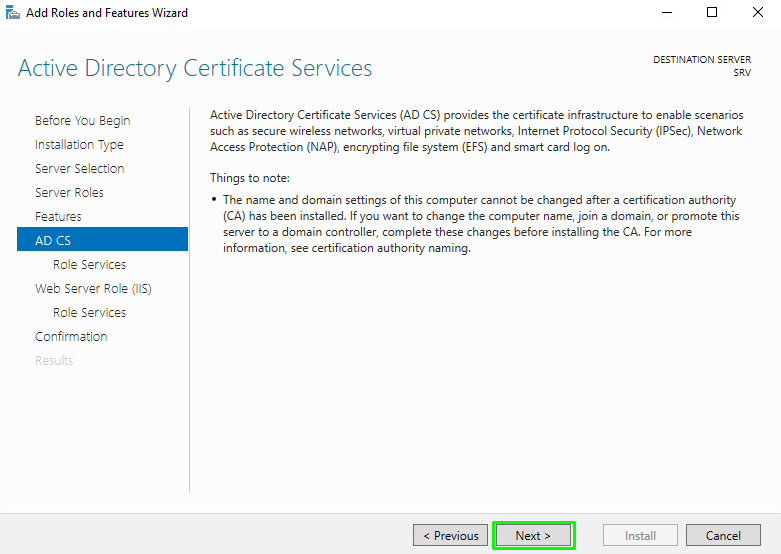 Add Roles and Features Wizard
Active Directory Certificate Services
DESTINATION SERVER
SRV
Before You Begin
Installation Type
Server Selection
Server Roles
Features
AD CS
Role Services
Web Server Role (IIS)
Role Services
Confirmation
Results
Active Directory Certificate Services (AD CS) provides the certificate infrastructure to enable scenarios
such as secure wireless networks, virtual private networks, Internet Protocol Security (IPSec), Network
Access Protection (NAP), encrypting file system (EFS) and smart card log on.
Things to note:
• The name and domain settings of this computer cannot be changed after a certification authority
(CA) has been installed. If you want to change the computer name, join a domain, or promote this
server to a domain controller, complete these changes before installing the CA. For more
information, see certification authority naming.
< Previous
Next >
Install
Cancel